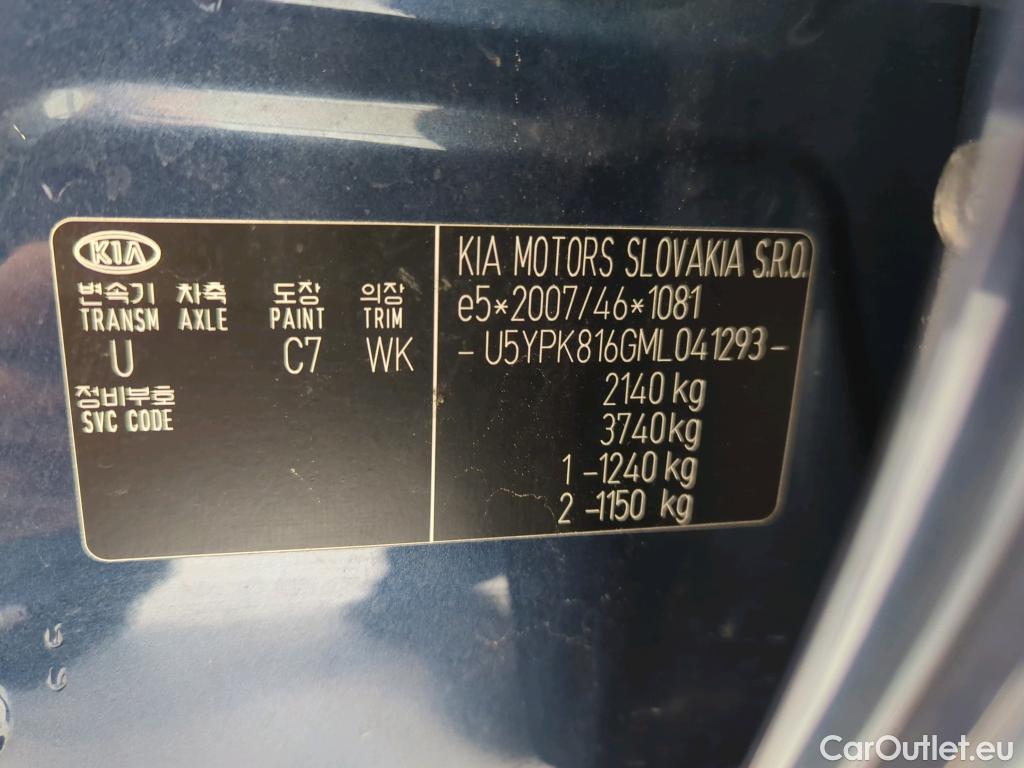 KIA
변속기 차축 도장 의장
TRANSM AXLE PAINT TRIM
U C7 WK
정비부호
SVC CODE
KIA MOTORS SLOVAKIA S.R.O.
e5*2007/46*1081
- U5YPK816GML041293 -
2140 kg
3740 kg
1 -1240 kg
2 -1150 kg
CarOutlet.eu